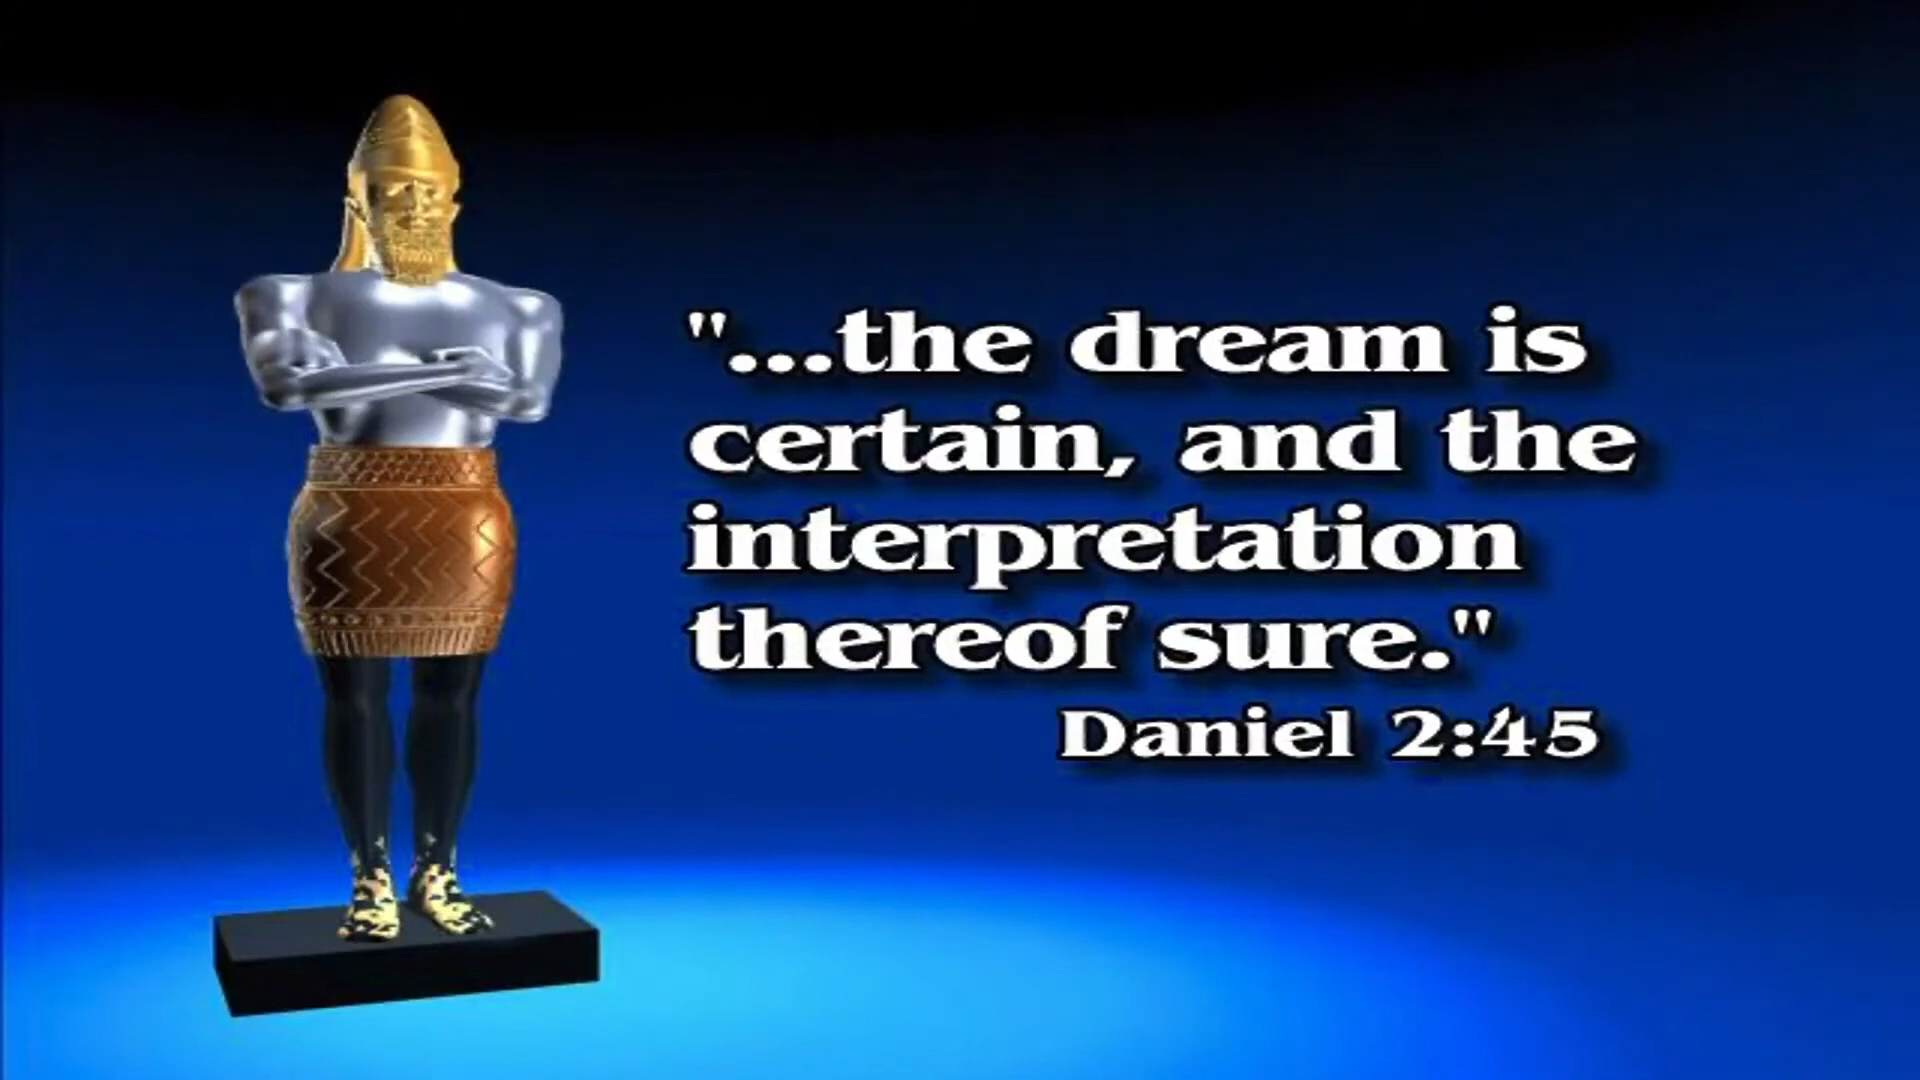 "...the dream is
certain, and the
interpretation
thereof sure."
Daniel 2:45